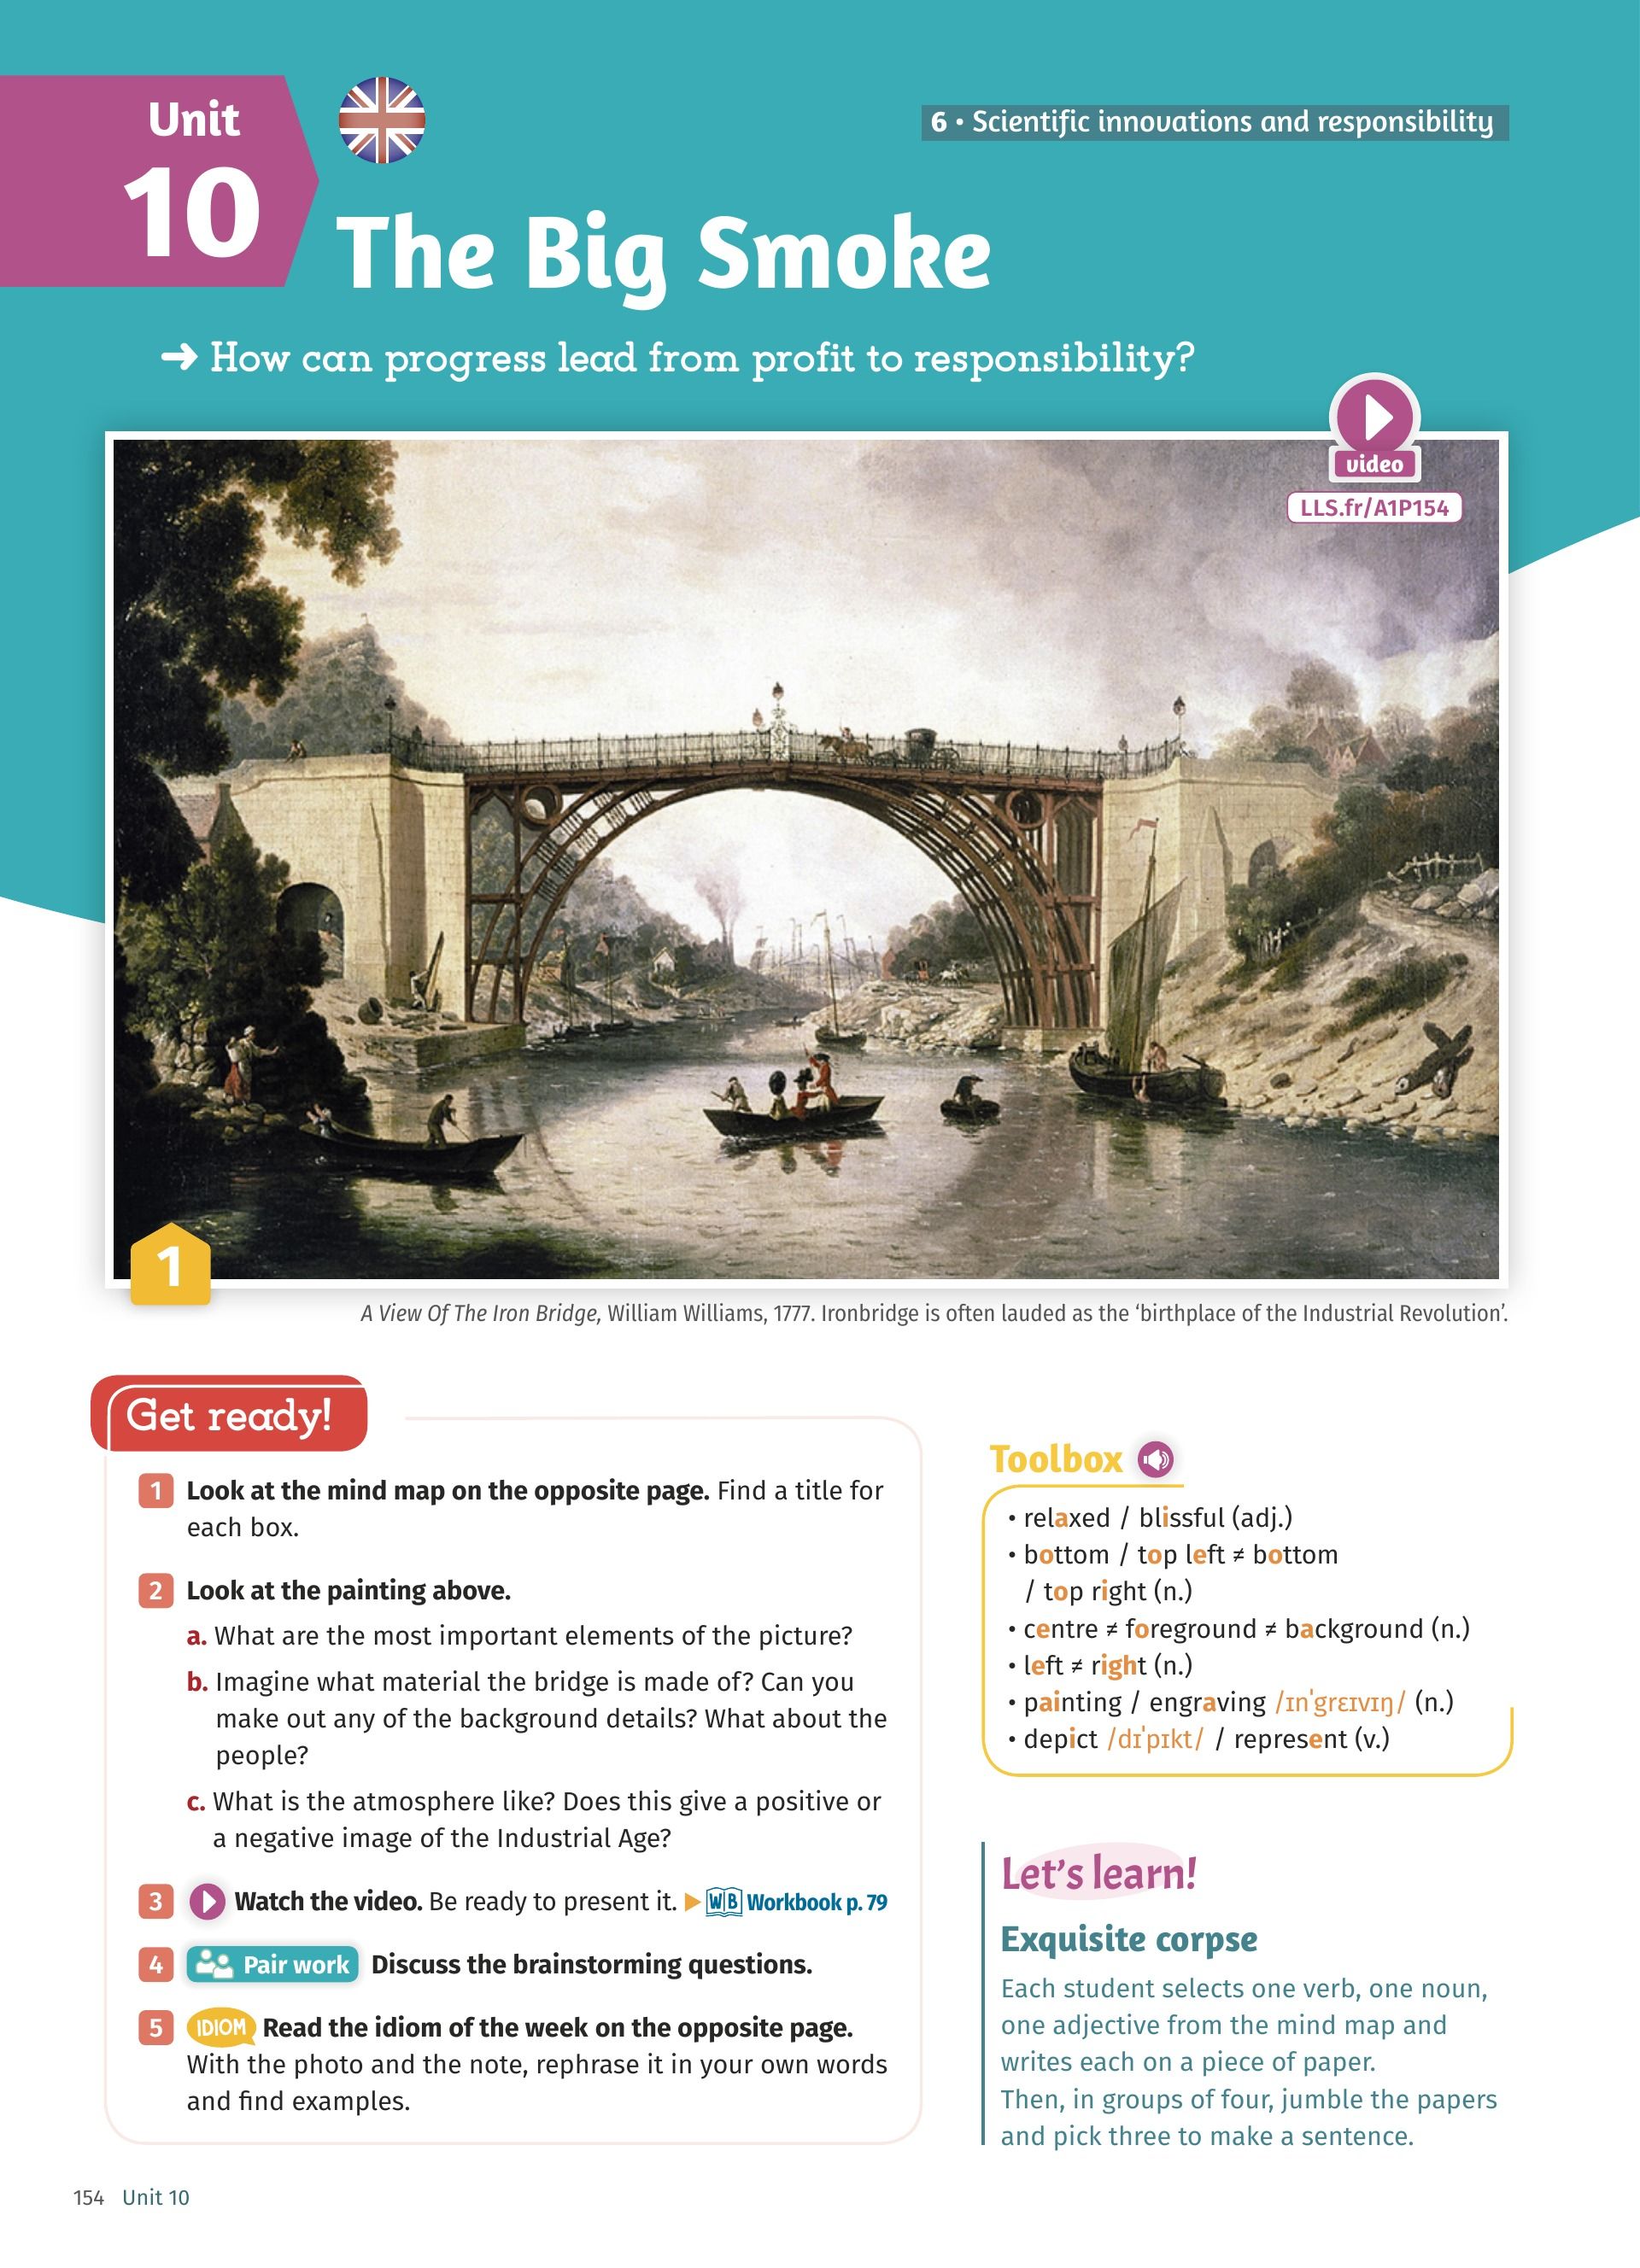 Unit
10
6 • Scientific innovations and responsibility
The Big Smoke
➜ How can progress lead from profit to responsibility?
video
LLS.fr/A1P154
1
A View Of The Iron Bridge, William Williams, 1777. Ironbridge is often lauded as the ‘birthplace of the Industrial Revolution’.
Get ready!
1 Look at the mind map on the opposite page. Find a title for
each box.
2 Look at the painting above.
a. What are the most important elements of the picture?
b. Imagine what material the bridge is made of? Can you
make out any of the background details? What about the
people?
c. What is the atmosphere like? Does this give a positive or
a negative image of the Industrial Age?
3 Watch the video. Be ready to present it. ▶ WB Workbook p. 79
4 Pair work Discuss the brainstorming questions.
5 IDIOM Read the idiom of the week on the opposite page.
With the photo and the note, rephrase it in your own words
and find examples.
Toolbox
• relaxed / blissful (adj.)
• bottom / top left ≠ bottom
/ top right (n.)
• centre ≠ foreground ≠ background (n.)
• left ≠ right (n.)
• painting / engraving /ɪnˈgrɛɪvɪŋ/ (n.)
• depict /dɪˈpɪkt/ / represent (v.)
Let’s learn!
Exquisite corpse
Each student selects one verb, one noun,
one adjective from the mind map and
writes each on a piece of paper.
Then, in groups of four, jumble the papers
and pick three to make a sentence.
154 Unit 10